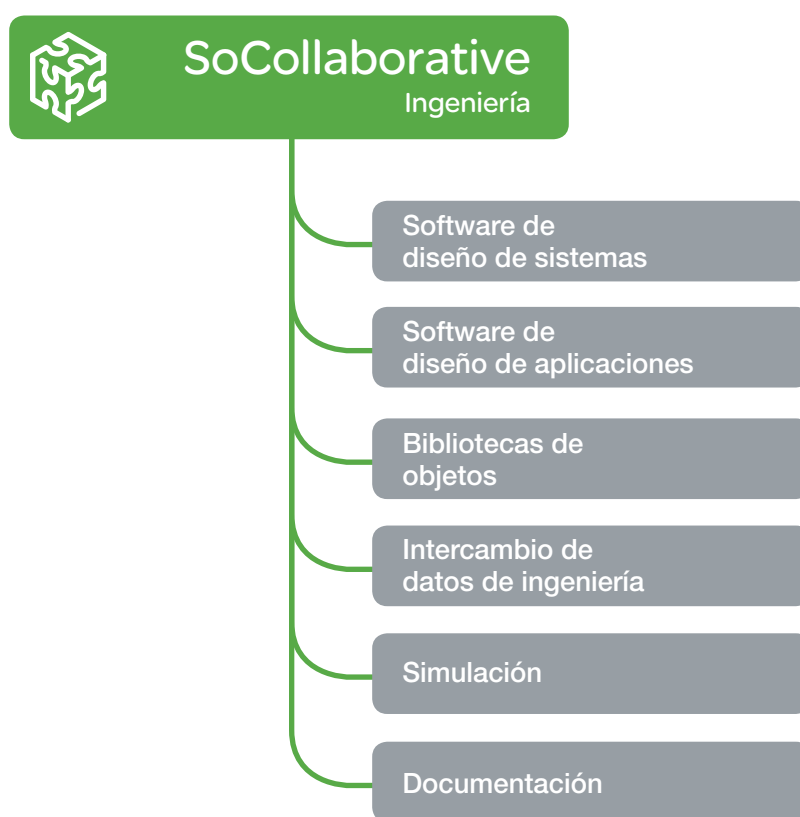 SoCollaborative
Ingeniería
Software de
diseño de sistemas
Software de
diseño de aplicaciones
Bibliotecas de
objetos
Intercambio de
datos de ingeniería
Simulación
Documentación